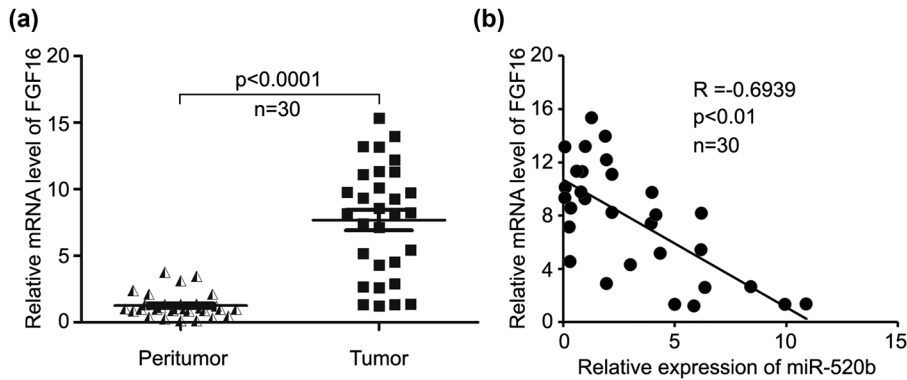 (a)
Relative mRNA level of FGF16
20
15
10
5
0
p<0.0001
n=30
Peritumor
Tumor
(b)
Relative mRNA level of FGF16
20
16
12
8
4
0
R =-0.6939
p<0.01
n=30
0
5
10
15
Relative expression of miR-520b